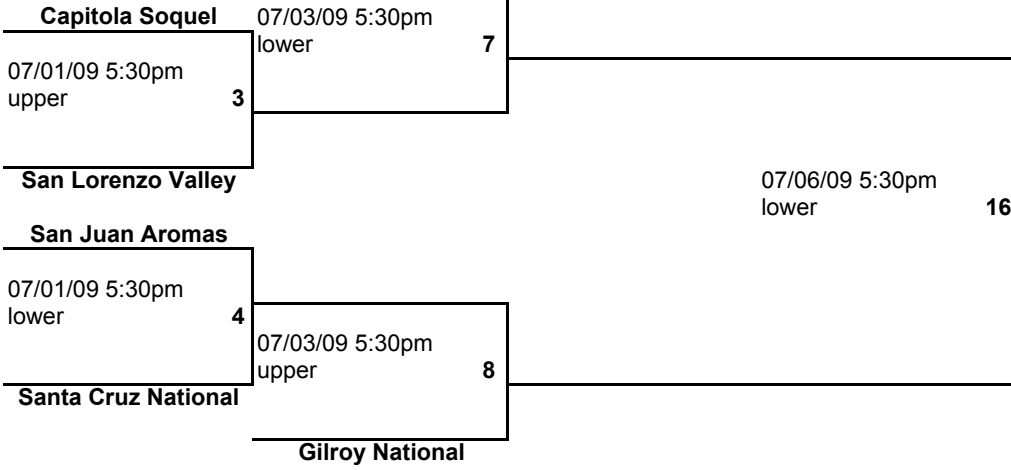 Capitola Soquel
07/03/09 5:30pm
lower 7
07/01/09 5:30pm
upper 3
San Lorenzo Valley
07/06/09 5:30pm
lower 16
San Juan Aromas
07/01/09 5:30pm
lower 4
07/03/09 5:30pm
upper 8
Santa Cruz National
Gilroy National